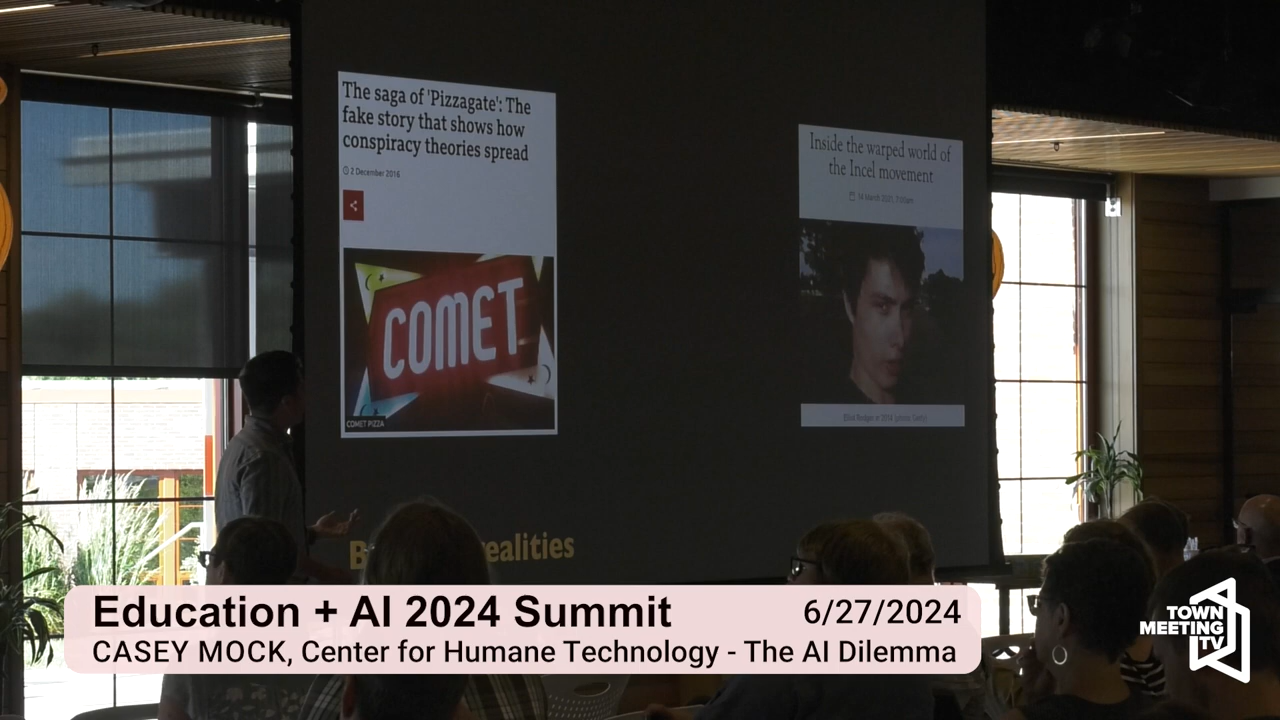 The saga of 'Pizzagate': The
fake story that shows how
conspiracy theories spread
2 December 2016
COMET
COMET PIZZA
Inside the warped world of
the Incel movement
realities
Education + AI 2024 Summit
6/27/2024
CASEY MOCK, Center for Humane Technology - The AI Dilemma
TOWN
MEETING
TV